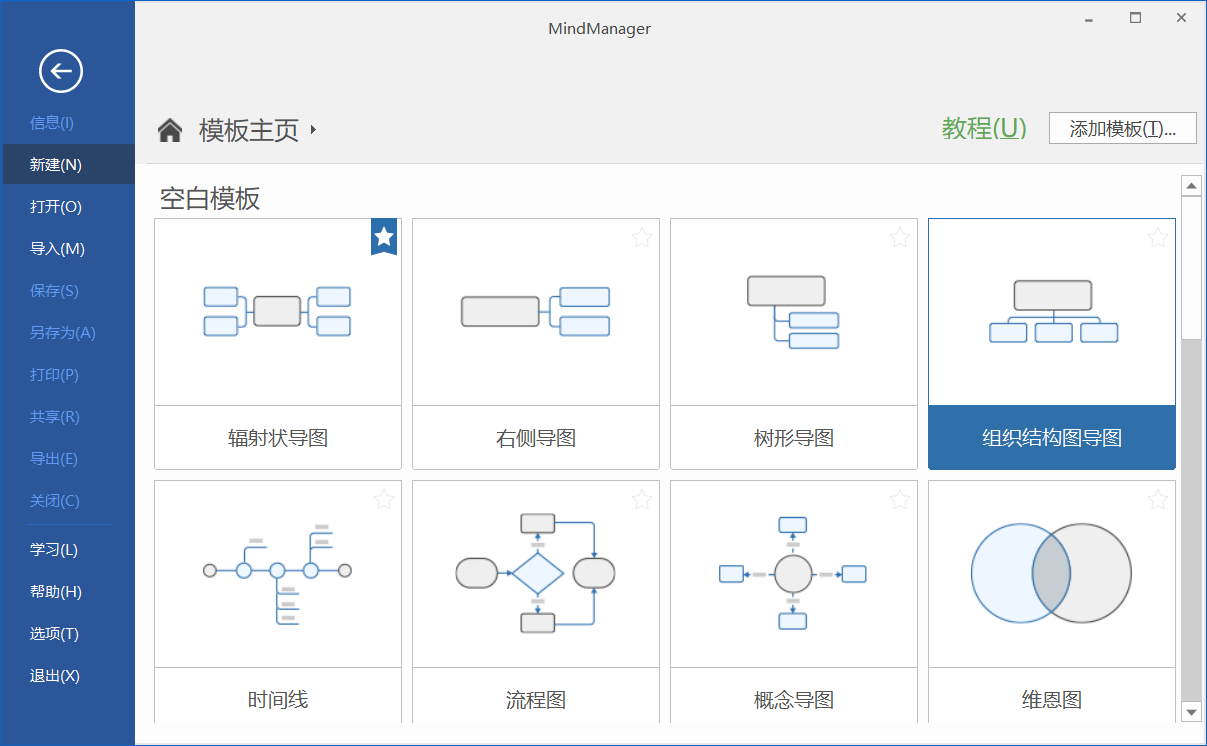 MindManager
信息(I)
新建(N)
打开(O)
导入(M)
保存(S)
另存为(A)
打印(P)
共享(R)
导出(E)
关闭(C)
学习(L)
帮助(H)
选项(T)
退出(X)
模板主页
教程(U)
添加模板(T)...
空白模板
辐射状导图
右侧导图
树形导图
组织结构图导图
时间线
流程图
概念导图
维恩图